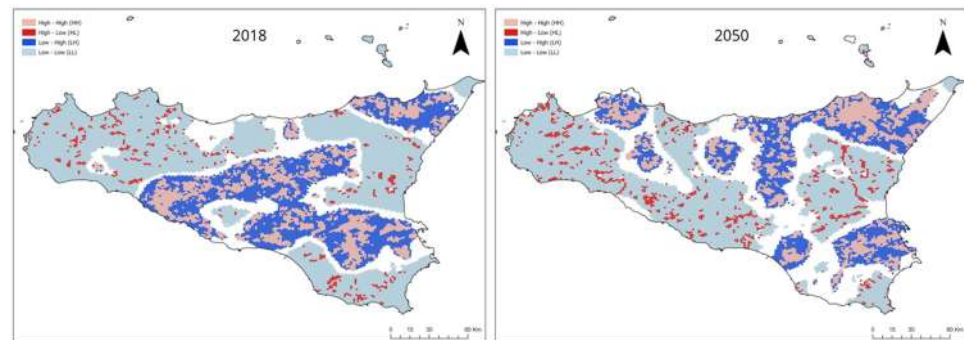 High - High (HH)
High - Low (HL)
Low - High (LH)
Low - Low (LL)
2018
N
0 15 30 60 Km
High - High (HH)
High - Low (HL)
Low - High (LH)
Low - Low (LL)
2050
N
0 15 30 60 Km